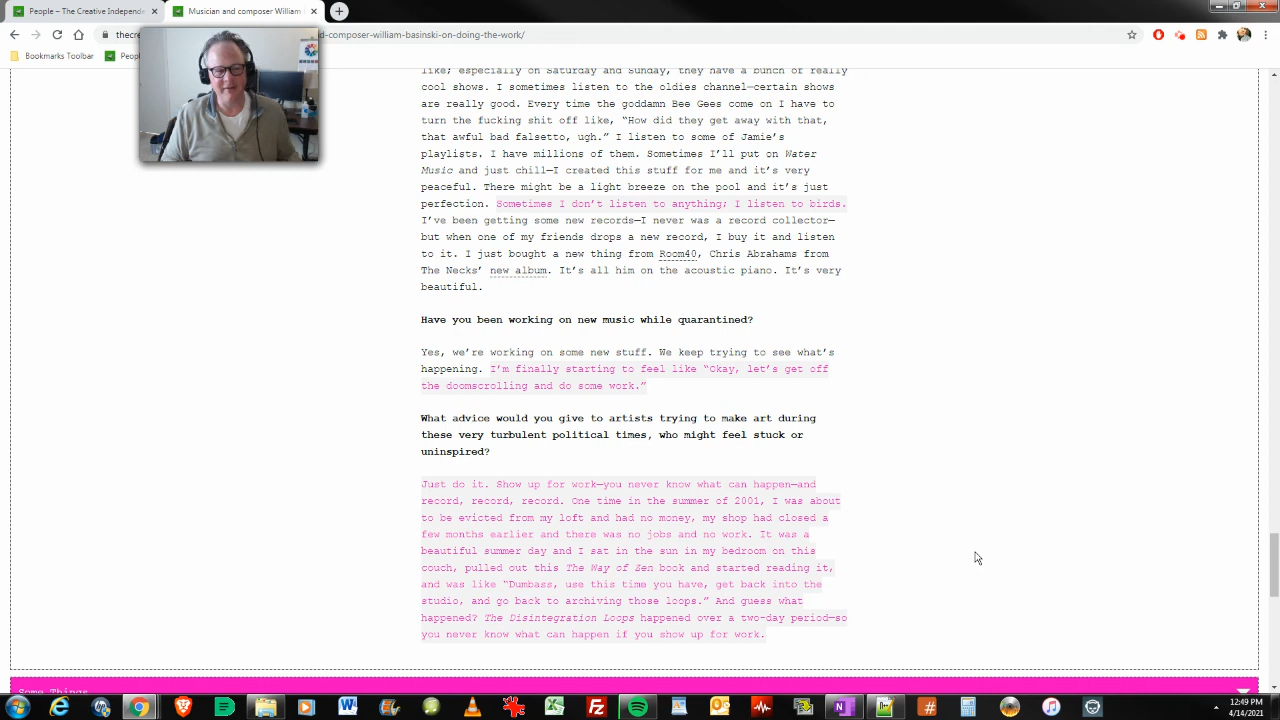 People – The Creative Independe
Musician and composer William
thecre
d-composer-william-basinski-on-doing-the-work/
Bookmarks Toolbar
Peopl
like; especially on Saturday and Sunday, they have a bunch of really
cool shows. I sometimes listen to the oldies channel—certain shows
are really good. Every time the goddamn Bee Gees come on I have to
turn the fucking shit off like, “How did they get away with that,
that awful bad falsetto, ugh.” I listen to some of Jamie’s
playlists. I have millions of them. Sometimes I’ll put on Water
Music and just chill—I created this stuff for me and it’s very
peaceful. There might be a light breeze on the pool and it’s just
perfection. Sometimes I don’t listen to anything; I listen to birds.
I’ve been getting some new records—I never was a record collector—
but when one of my friends drops a new record, I buy it and listen
to it. I just bought a new thing from Room40, Chris Abrahams from
The Necks’ new album. It’s all him on the acoustic piano. It’s very
beautiful.
Have you been working on new music while quarantined?
Yes, we’re working on some new stuff. We keep trying to see what’s
happening. I’m finally starting to feel like “Okay, let’s get off
the doomscrolling and do some work.”
What advice would you give to artists trying to make art during
these very turbulent political times, who might feel stuck or
uninspired?
Just do it. Show up for work—you never know what can happen—and
record, record, record. One time in the summer of 2001, I was about
to be evicted from my loft and had no money, my shop had closed a
few months earlier and there was no jobs and no work. It was a
beautiful summer day and I sat in the sun in my bedroom on this
couch, pulled out this The Way of Zen book and started reading it,
and was like “Dumbass, use this time you have, get back into the
studio, and go back to archiving those loops.” And guess what
happened? The Disintegration Loops happened over a two-day period—so
you never know what can happen if you show up for work.
Some Things
12:49 PM
4/14/2021